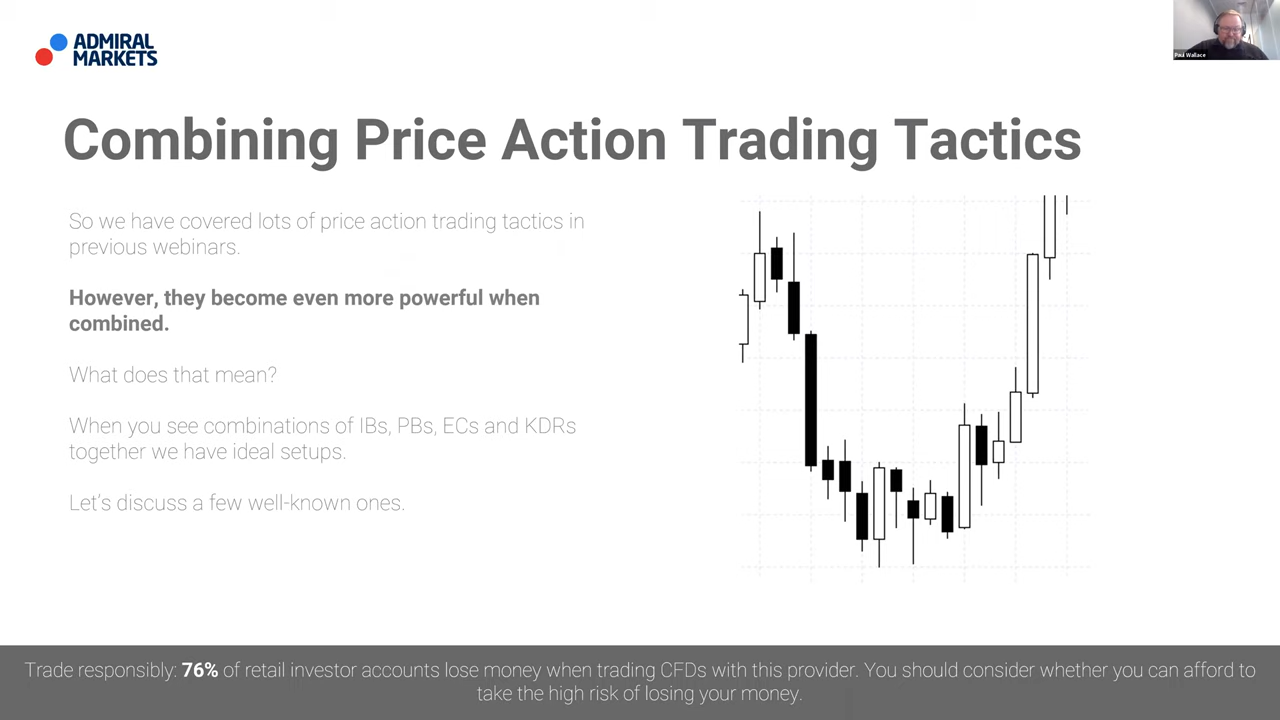 ADMIRAL
MARKETS
Paul Wallace
Combining Price Action Trading Tactics
So we have covered lots of price action trading tactics in
previous webinars.
However, they become even more powerful when
combined.
What does that mean?
When you see combinations of IBs, PBs, ECs and KDRs
together we have ideal setups.
Let's discuss a few well-known ones.
Trade responsibly: 76% of retail investor accounts lose money when trading CFDs with this provider. You should consider whether you can afford to
take the high risk of losing your money.